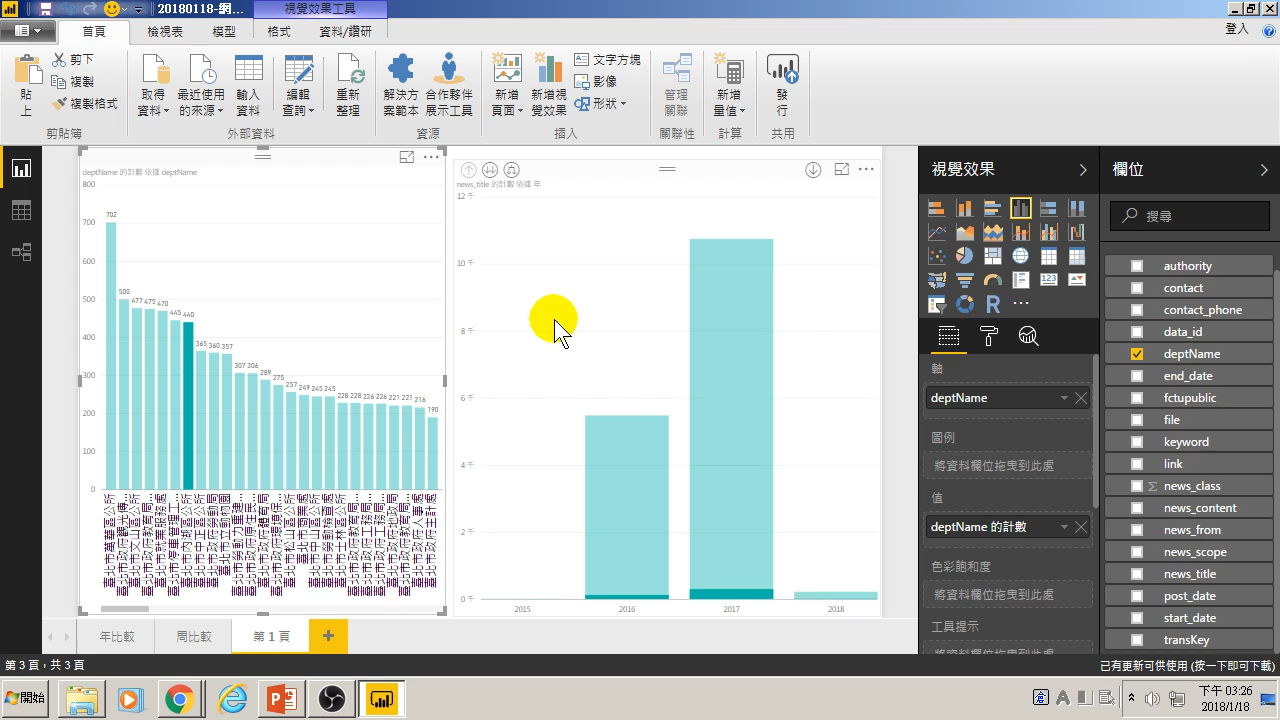 20180118-網...
視覺效果工具
首頁
檢視表
模型
格式
資料/鑽研
登入
貼上
剪下
複製
複製格式
取得資料
最近使用的來源
輸入資料
編輯查詢
重新整理
解決方案範本
合作夥伴展示工具
新增頁面
新增視覺效果
文字方塊
影像
形狀
管理關聯
新增量值
發行
剪貼簿
外部資料
資源
插入
關聯性
計算
共用
deptName 的計數 依據 deptName
800
700
600
500
400
300
200
100
0
702
500
477 475 470
445 440
365 360 357
307 306
289
275
257
249 245 245
228 228 226 226 221 221 216
190
news_title 的計數 依據 年
12 千
10 千
8 千
6 千
4 千
2 千
0 千
2015
2016
2017
2018
視覺效果
軸
deptName
圖例
將資料欄位拖曳到此處
值
deptName 的計數
色彩飽和度
將資料欄位拖曳到此處
工具提示
將資料欄位拖曳到此處
欄位
搜尋
authority
contact
contact_phone
data_id
deptName
end_date
fctupublic
file
keyword
link
news_class
news_content
news_from
news_scope
news_title
post_date
start_date
transKey
年比較
周比較
第 1 頁
第 3 頁，共 3 頁
已有更新可供使用 (按一下即可下載)
開始
下午 03:26
2018/1/18